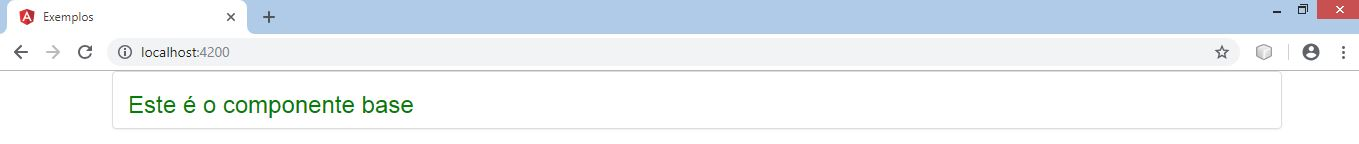 Exemplos
localhost:4200
Este é o componente base